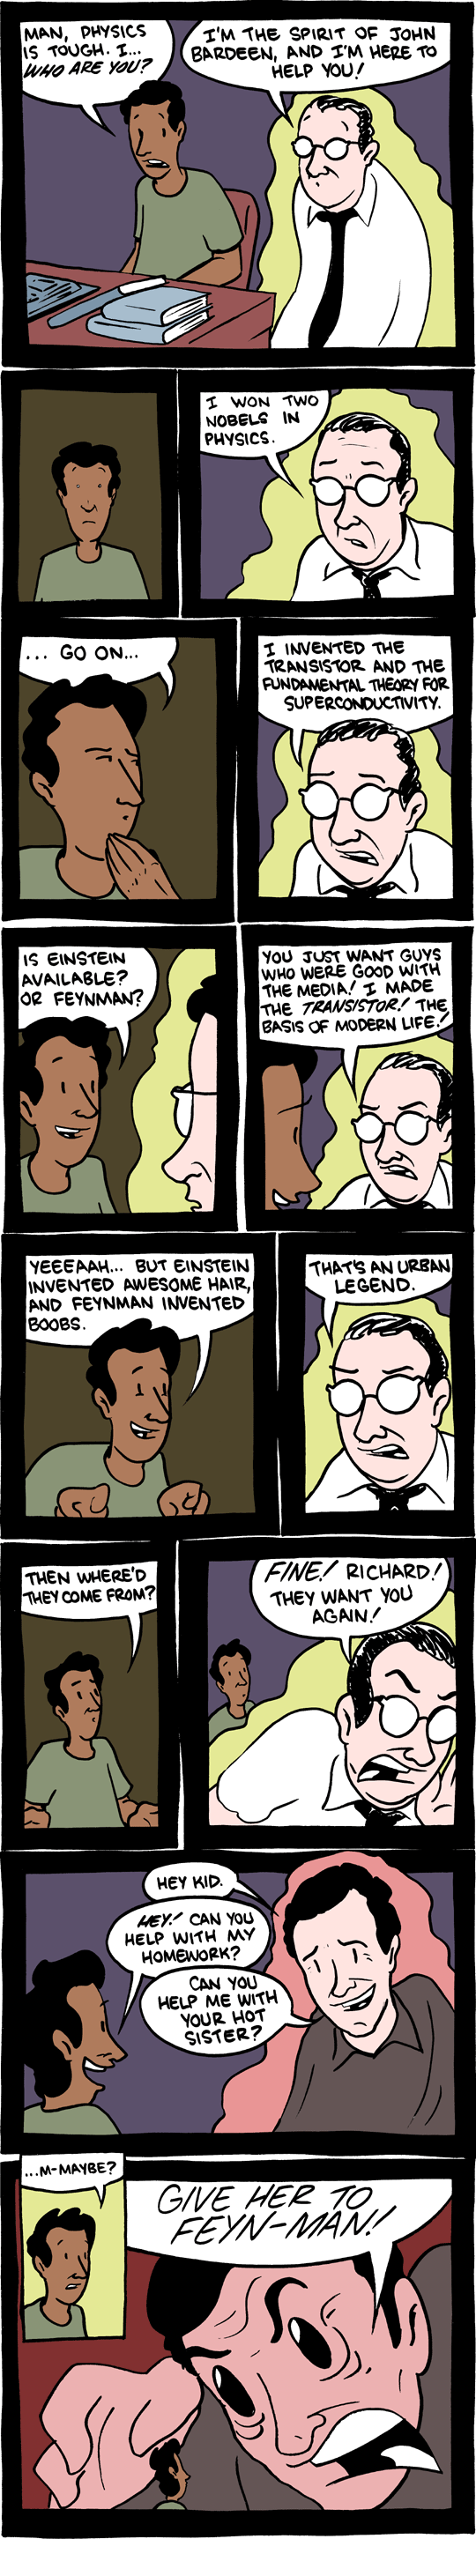 MAN, PHYSICS
IS TOUGH. I...
WHO ARE YOU?
I'M THE SPIRIT OF JOHN
BARDEEN, AND I'M HERE TO
HELP YOU!
I WON TWO
NOBELS IN
PHYSICS.
... GO ON...
I INVENTED THE
TRANSISTOR AND THE
FUNDAMENTAL THEORY FOR
SUPERCONDUCTIVITY.
IS EINSTEIN
AVAILABLE?
OR FEYNMAN?
YOU JUST WANT GUYS
WHO WERE GOOD WITH
THE MEDIA! I MADE
THE TRANSISTOR! THE
BASIS OF MODERN LIFE!
YEEEAAH... BUT EINSTEIN
INVENTED AWESOME HAIR,
AND FEYNMAN INVENTED
BOOBS.
THAT'S AN URBAN
LEGEND.
THEN WHERE'D
THEY COME FROM?
FINE! RICHARD!
THEY WANT YOU
AGAIN!
HEY KID.
HEY! CAN YOU
HELP WITH MY
HOMEWORK?
CAN YOU
HELP ME WITH
YOUR HOT
SISTER?
...M-MAYBE?
GIVE HER TO
FEYN-MAN!